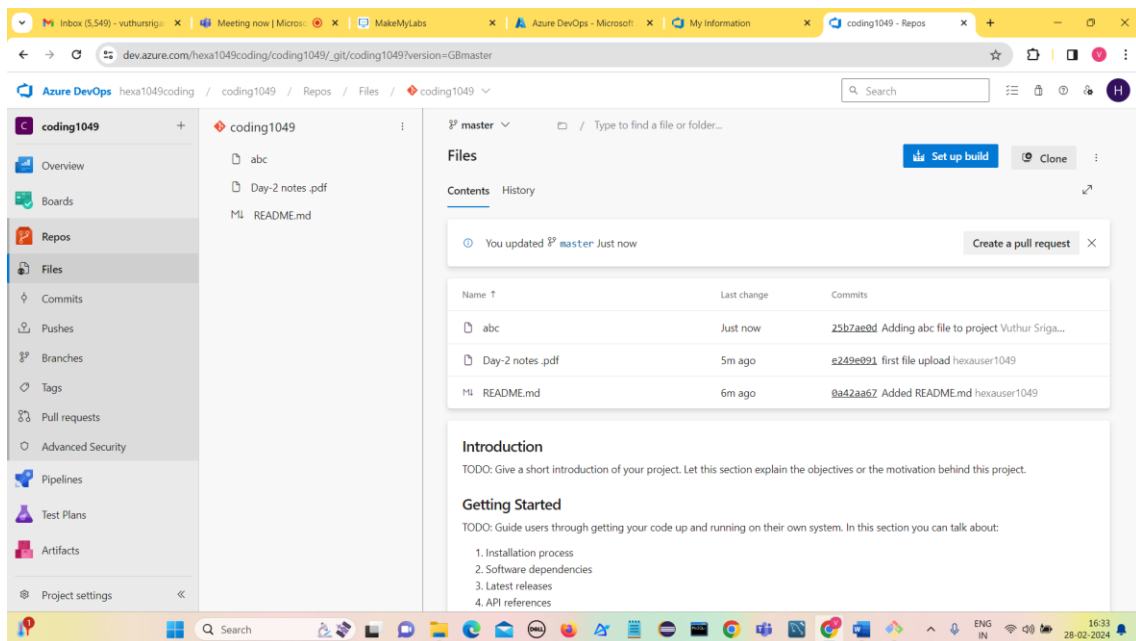 Inbox (5,549) - vuthursriga
Meeting now | Microsc
MakeMyLabs
Azure DevOps - Microsoft
My Information
coding1049 - Repos
dev.azure.com/hexa1049coding/coding1049/_git/coding1049?version=GBmaster
V
Azure DevOps hexa1049coding / coding1049 / Repos / Files / coding1049
Search
H
C coding1049 +
Overview
Boards
Repos
Files
Commits
Pushes
Branches
Tags
Pull requests
Advanced Security
Pipelines
Test Plans
Artifacts
Project settings
coding1049
abc
Day-2 notes .pdf
M↓ README.md
master / Type to find a file or folder...
Files
Set up build
Clone
Contents History
You updated master Just now
Create a pull request
Name ↑ Last change Commits
abc Just now 25b7ae0d Adding abc file to project Vuthur Sriga...
Day-2 notes .pdf 5m ago e249e091 first file upload hexauser1049
M↓ README.md 6m ago 0a42aa67 Added README.md hexauser1049
Introduction
TODO: Give a short introduction of your project. Let this section explain the objectives or the motivation behind this project.
Getting Started
TODO: Guide users through getting your code up and running on their own system. In this section you can talk about:
1. Installation process
2. Software dependencies
3. Latest releases
4. API references
1
Search
DELL
ENG
IN
16:33
28-02-2024